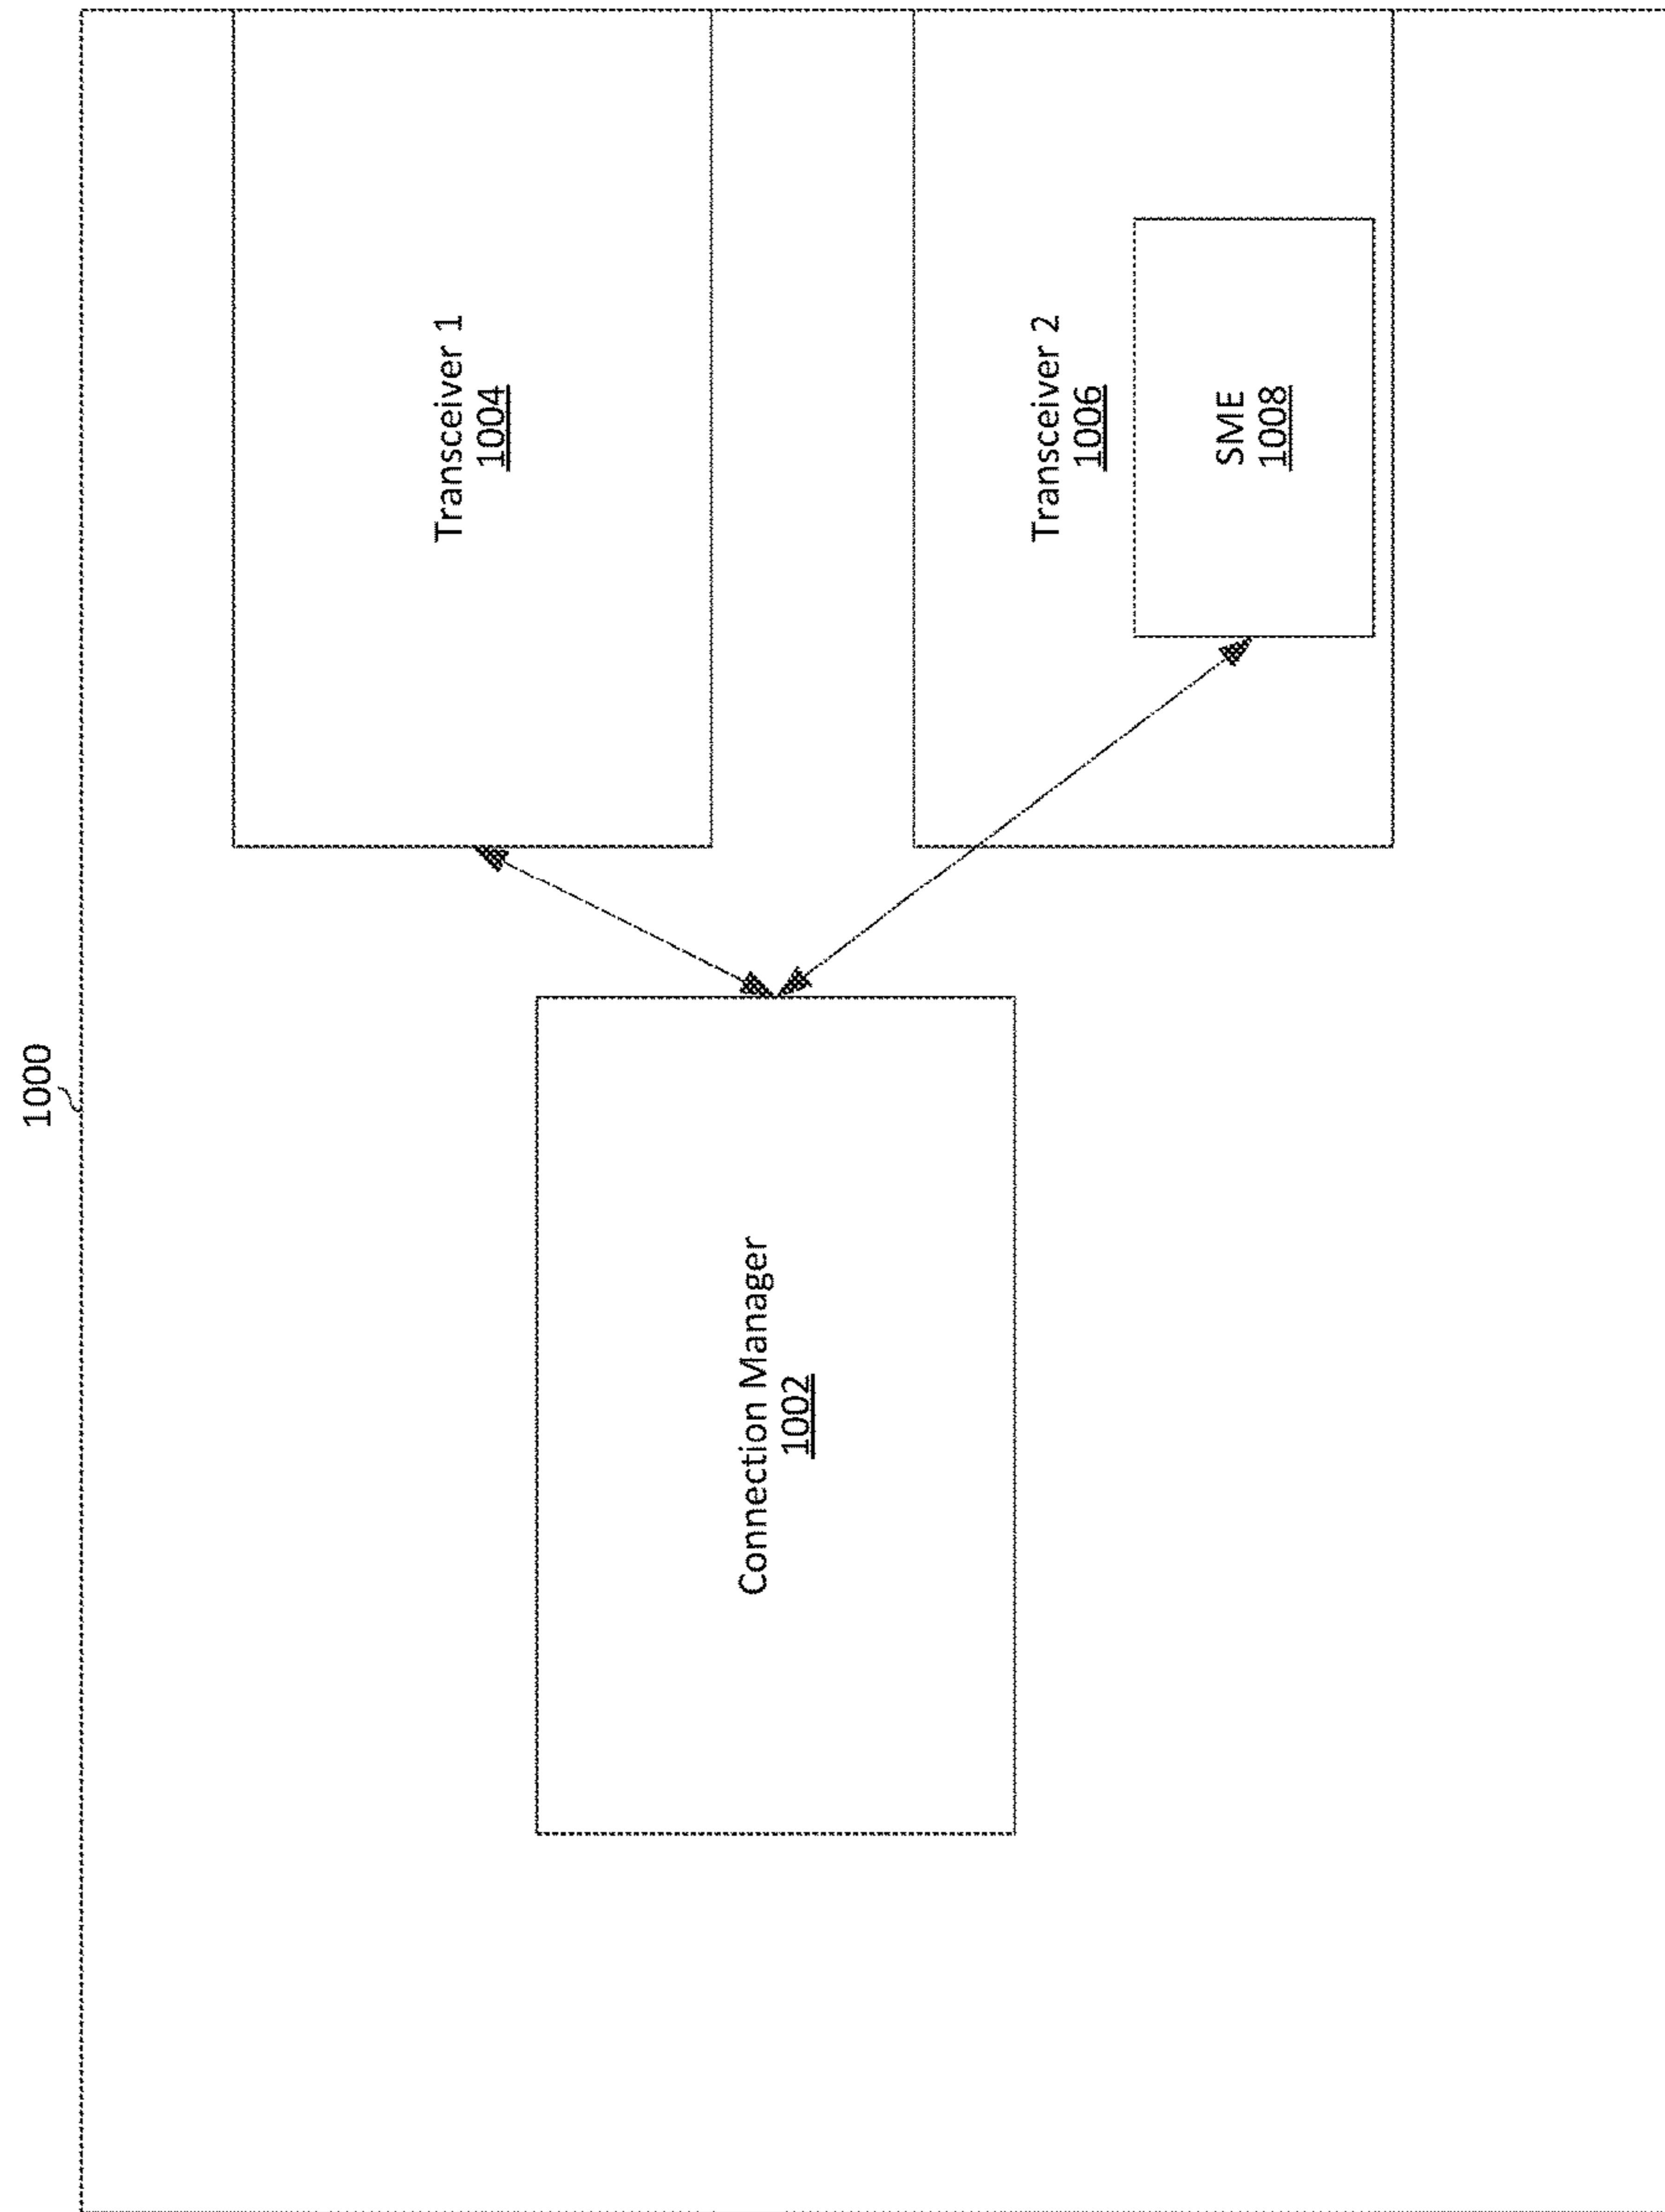 1000
Transceiver 1
1004
Connection Manager
1002
Transceiver 2
1006
SME
1008